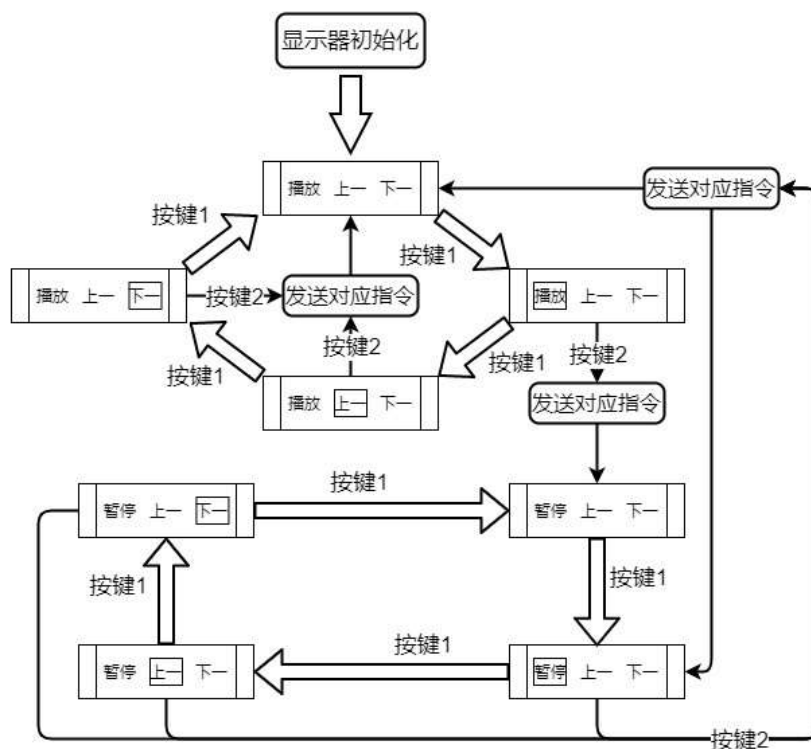 显示器初始化
播放 上一 下一
发送对应指令
按键1
按键1
播放 上一 下一
按键2
发送对应指令
播放 上一 下一
按键1
按键2
按键1
按键2
播放 上一 下一
发送对应指令
按键1
暂停 上一 下一
暂停 上一 下一
按键1
按键1
按键1
暂停 上一 下一
暂停 上一 下一
按键2